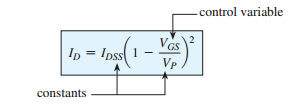 control variable
I_D = I_DSS(1 − V_GS/V_P)²
constants